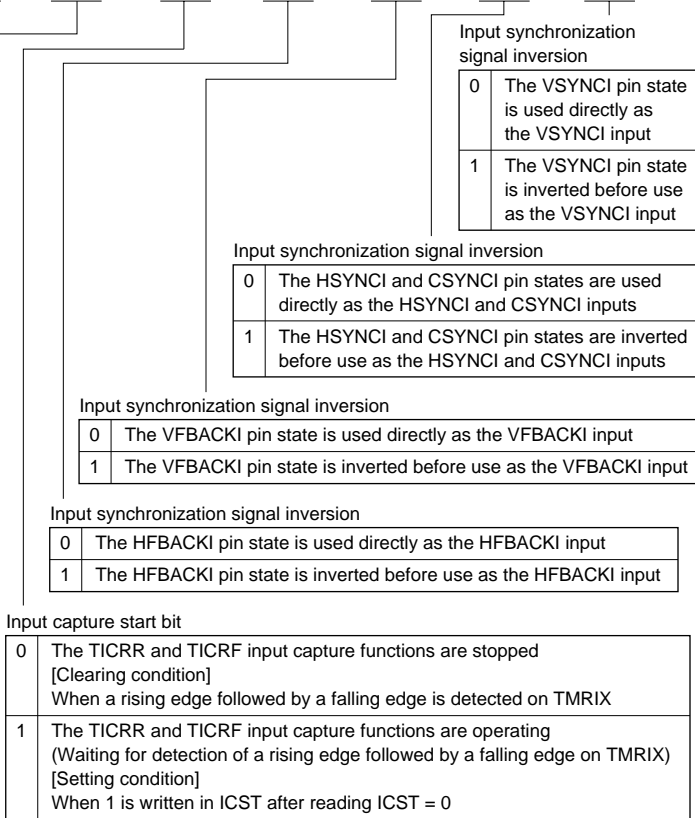 Input synchronization
signal inversion
0 The VSYNCI pin state
is used directly as
the VSYNCI input
1 The VSYNCI pin state
is inverted before use
as the VSYNCI input
Input synchronization signal inversion
0 The HSYNCI and CSYNCI pin states are used
directly as the HSYNCI and CSYNCI inputs
1 The HSYNCI and CSYNCI pin states are inverted
before use as the HSYNCI and CSYNCI inputs
Input synchronization signal inversion
0 The VFBACKI pin state is used directly as the VFBACKI input
1 The VFBACKI pin state is inverted before use as the VFBACKI input
Input synchronization signal inversion
0 The HFBACKI pin state is used directly as the HFBACKI input
1 The HFBACKI pin state is inverted before use as the HFBACKI input
Input capture start bit
0 The TICRR and TICRF input capture functions are stopped
[Clearing condition]
When a rising edge followed by a falling edge is detected on TMRIX
1 The TICRR and TICRF input capture functions are operating
(Waiting for detection of a rising edge followed by a falling edge on TMRIX)
[Setting condition]
When 1 is written in ICST after reading ICST = 0